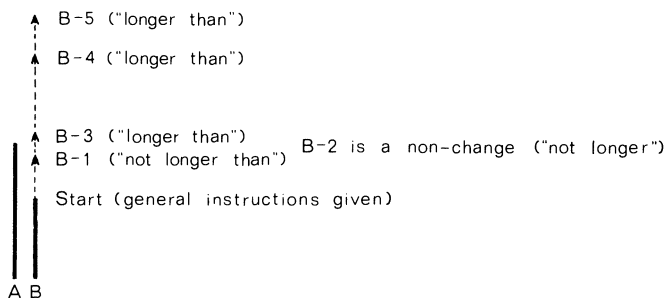 B-5 ("longer than")
B-4 ("longer than")
B-3 ("longer than")
B-2 is a non-change ("not longer")
B-1 ("not longer than")
Start (general instructions given)
A B